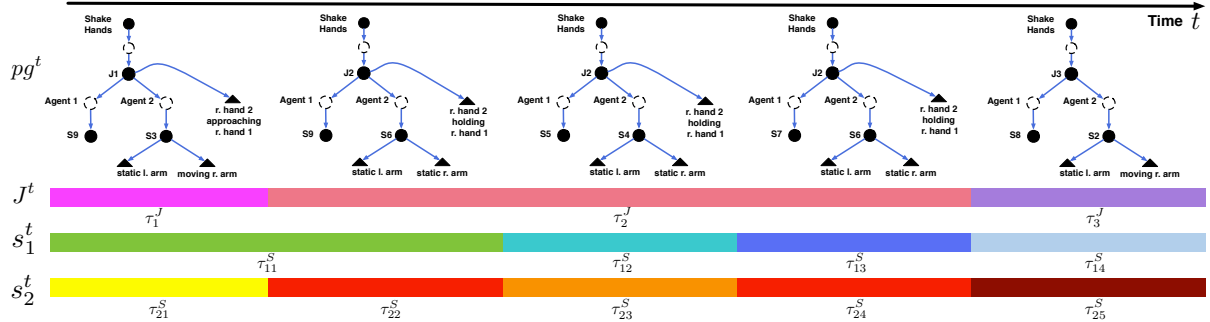 Time t
pg^t
Shake
Hands
J1
Agent 1
Agent 2
S9
S3
r. hand 2
approaching
r. hand 1
static l. arm
moving r. arm
Shake
Hands
J2
Agent 1
Agent 2
S9
S6
r. hand 2
holding
r. hand 1
static l. arm
static r. arm
Shake
Hands
J2
Agent 1
Agent 2
S5
S4
r. hand 2
holding
r. hand 1
static l. arm
static r. arm
Shake
Hands
J2
Agent 1
Agent 2
S7
S6
r. hand 2
holding
r. hand 1
static l. arm
static r. arm
Shake
Hands
J3
Agent 1
Agent 2
S8
S2
static l. arm
moving r. arm
J^t
τ_1^J τ_2^J τ_3^J
s_1^t
τ_11^S τ_12^S τ_13^S τ_14^S
s_2^t
τ_21^S τ_22^S τ_23^S τ_24^S τ_25^S